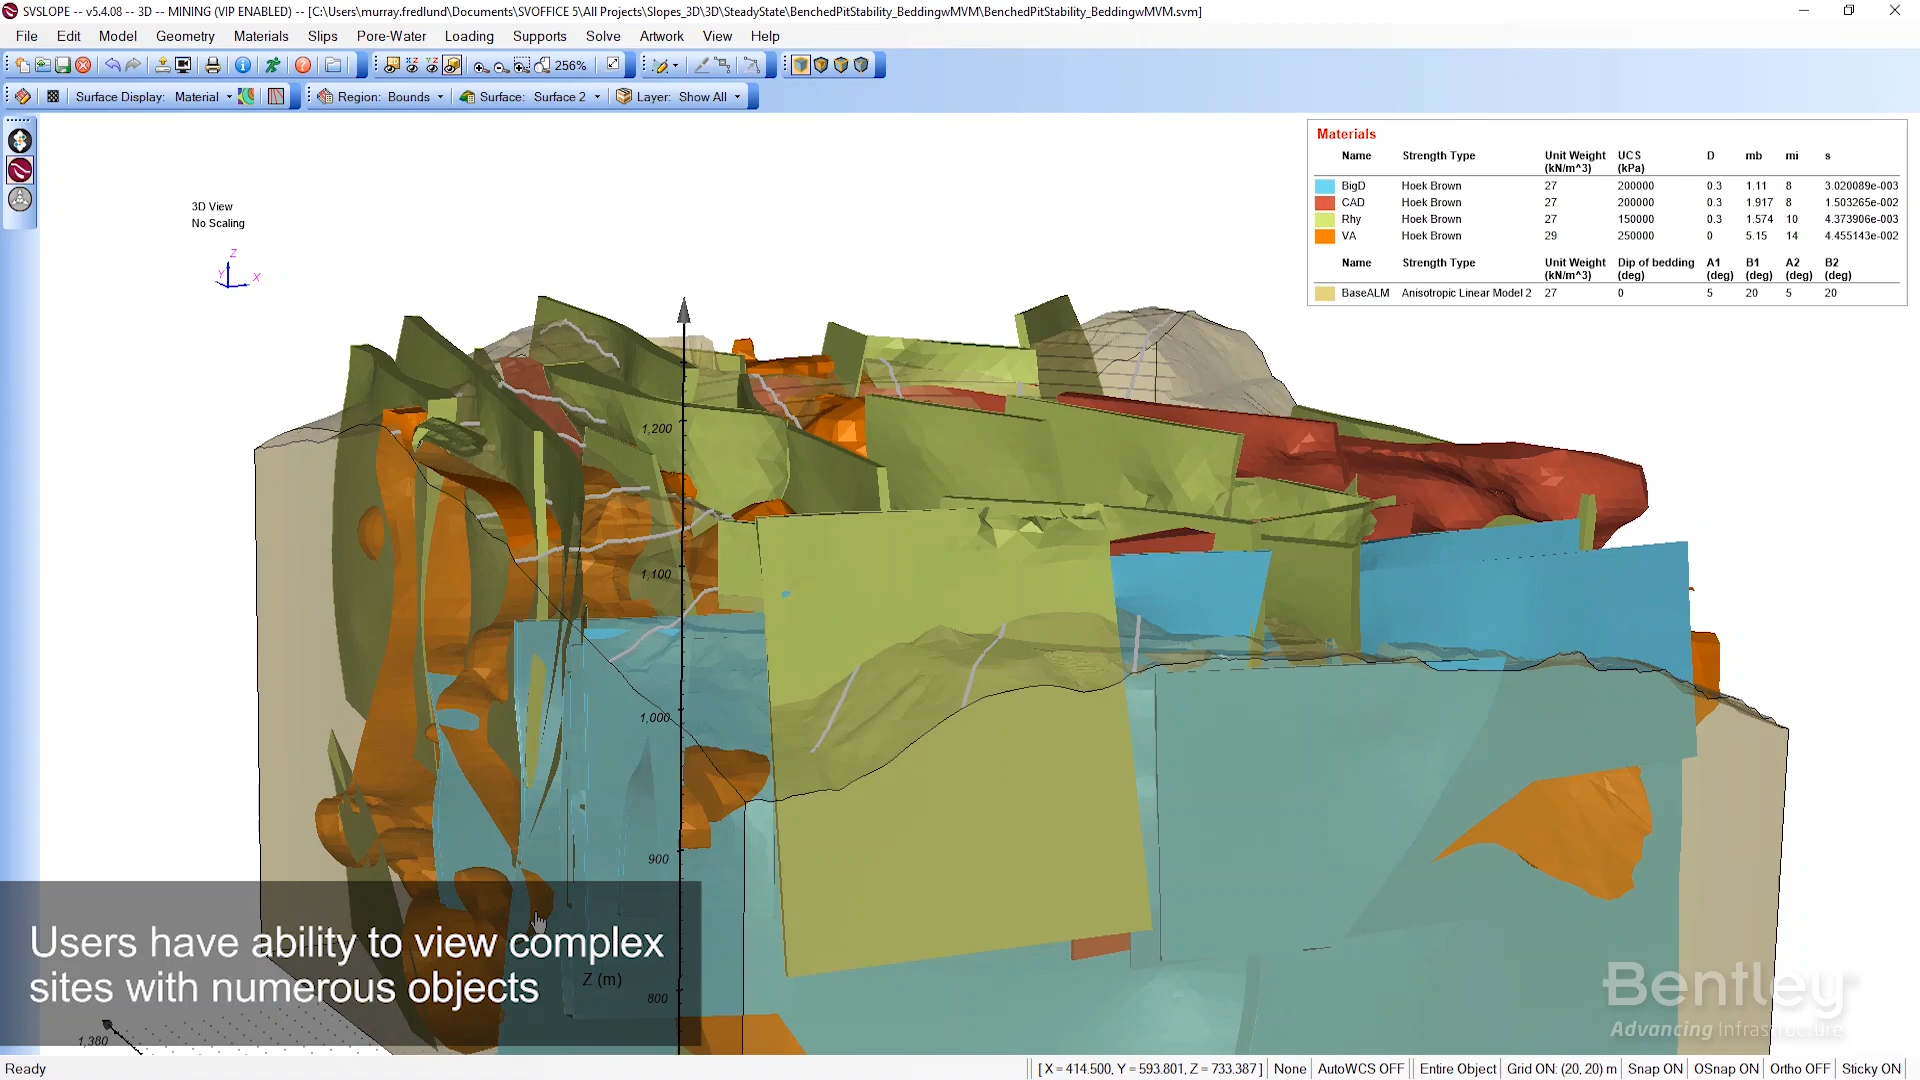 SVSLOPE -- v5.4.08 -- 3D -- MINING (VIP ENABLED) -- [C:\Users\murray.fredlund\Documents\SVOFFICE 5\All Projects\Slopes_3D\3D\SteadyState\BenchedPitStability_BeddingwMVM\BenchedPitStability_BeddingwMVM.svm]
File Edit Model Geometry Materials Slips Pore-Water Loading Supports Solve Artwork View Help
256%
Surface Display: Material Region: Bounds Surface: Surface 2 Layer: Show All
Materials
Name Strength Type Unit Weight (kN/m^3) UCS (kPa) D mb mi s
BigD Hoek Brown 27 200000 0.3 1.11 8 3.020089e-003
CAD Hoek Brown 27 200000 0.3 1.917 8 1.503265e-002
Rhy Hoek Brown 27 150000 0.3 1.574 10 4.373906e-003
VA Hoek Brown 29 250000 0 5.15 14 4.455143e-002
Name Strength Type Unit Weight (kN/m^3) Dip of bedding (deg) A1 (deg) B1 (deg) A2 (deg) B2 (deg)
BaseALM Anisotropic Linear Model 2 27 0 5 20 5 20
3D View
No Scaling
Z
Y X
1,200
1,100
1,000
900
Users have ability to view complex
sites with numerous objects
Z (m)
800
1,380
Bentley
Advancing Infrastructure
Ready [ X = 414.500, Y = 593.801, Z = 733.387 ] None AutoWCS OFF Entire Object Grid ON: (20, 20) m Snap ON OSnap ON Ortho OFF Sticky ON